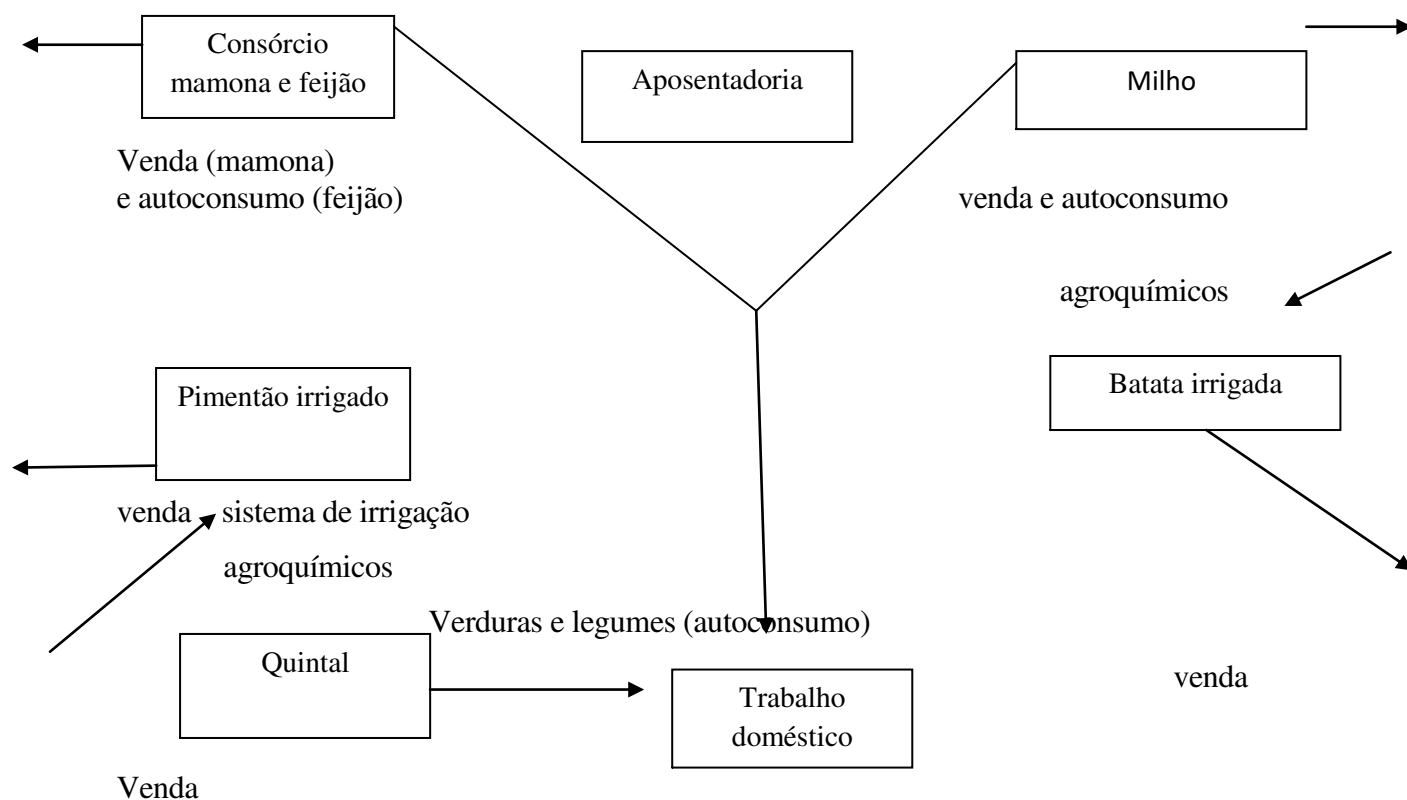 Consórcio
mamona e feijão
Aposentadoria
Milho
Venda (mamona)
e autoconsumo (feijão)
venda e autoconsumo
agroquímicos
Pimentão irrigado
Batata irrigada
venda sistema de irrigação
agroquímicos
Verduras e legumes (autoconsumo)
Quintal
venda
Trabalho
doméstico
Venda